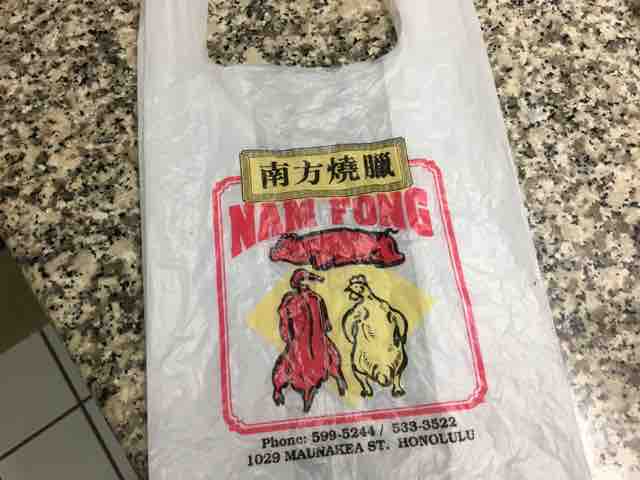 南方燒臘
NAM FONG
Phone: 599-5244 / 533-3522
1029 MAUNAKEA ST. HONOLULU